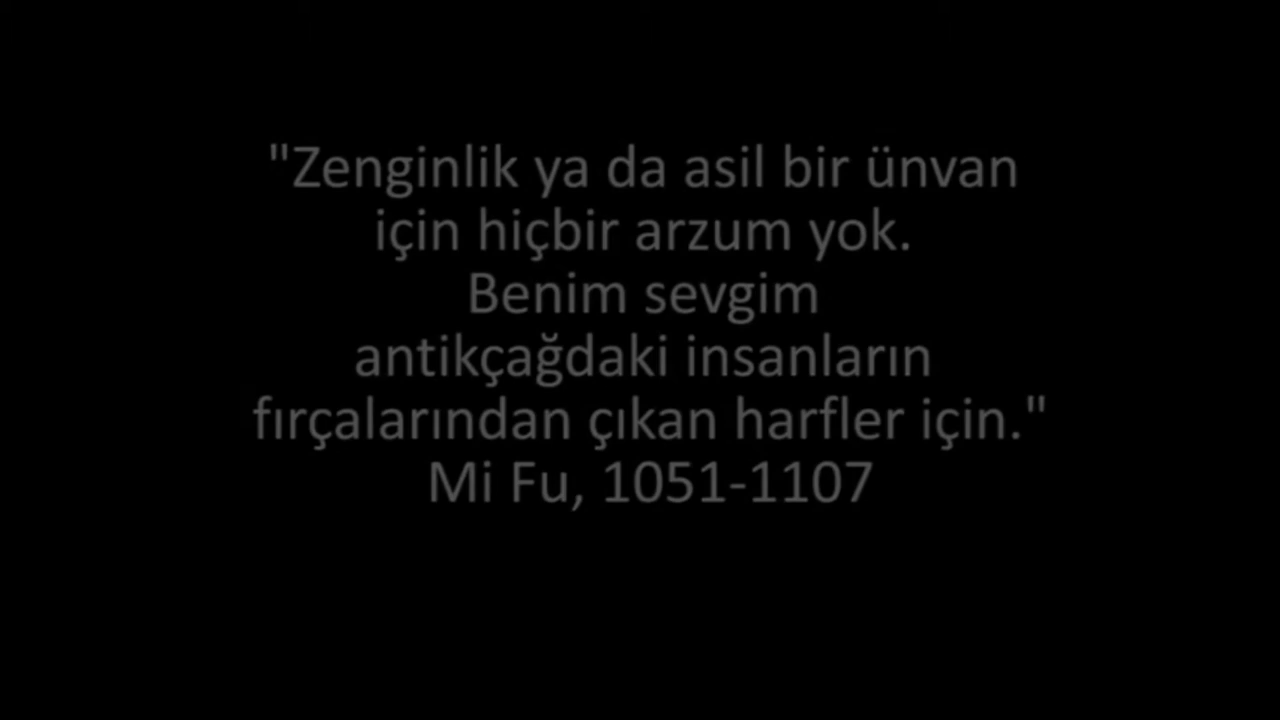 "Zenginlik ya da asil bir ünvan
için hiçbir arzum yok.
Benim sevgim
antikçağdaki insanların
fırçalarından çıkan harfler için."
Mi Fu, 1051-1107